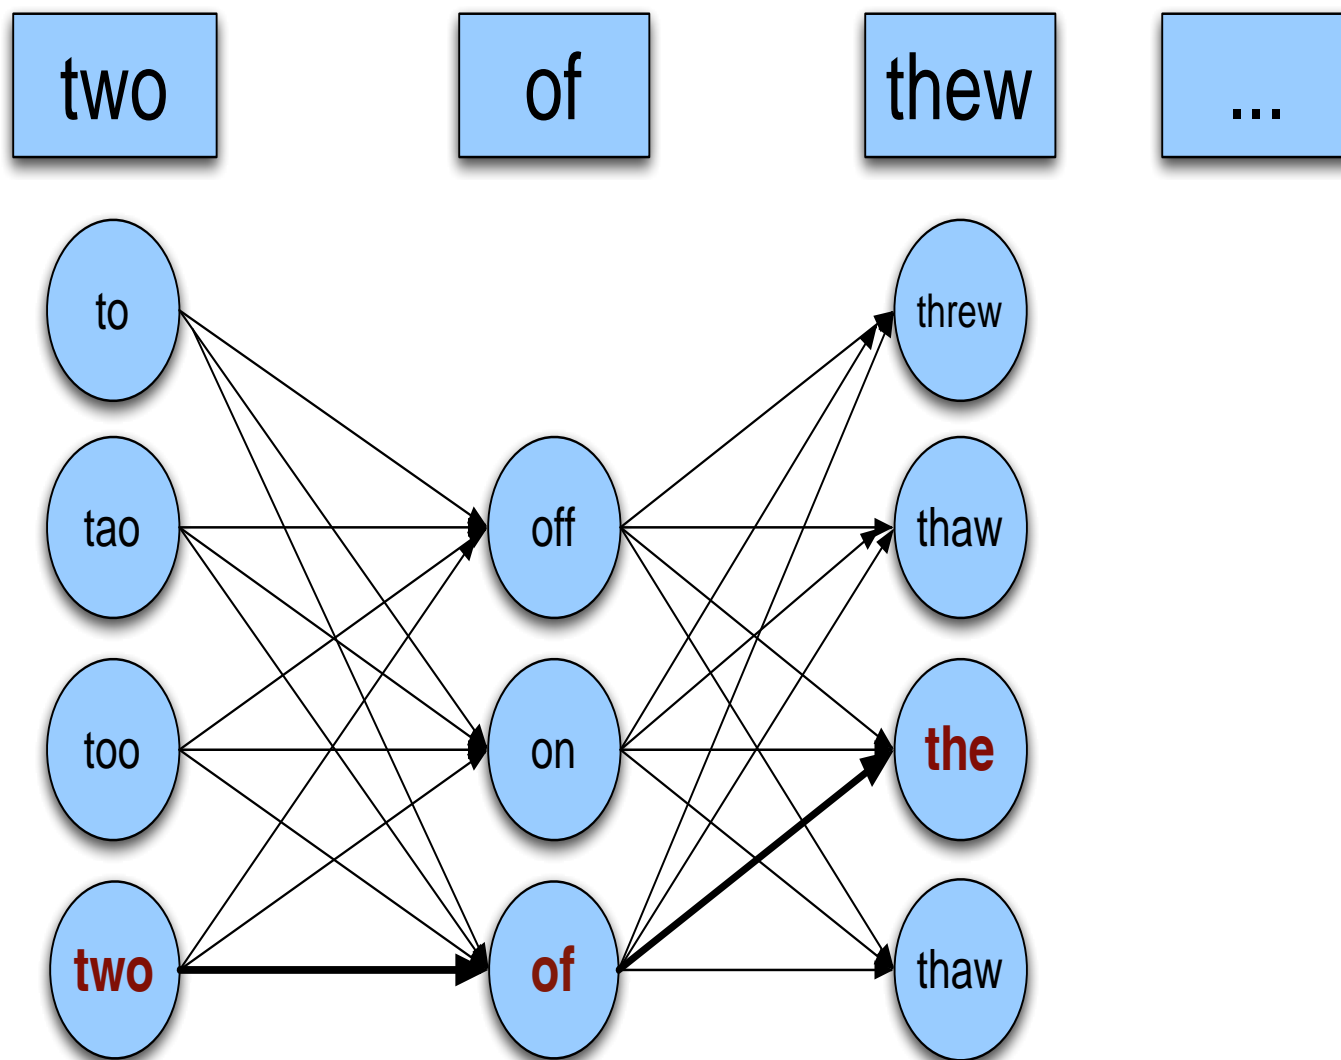 two of thew ...
to threw
tao off thaw
too on the
two of thaw